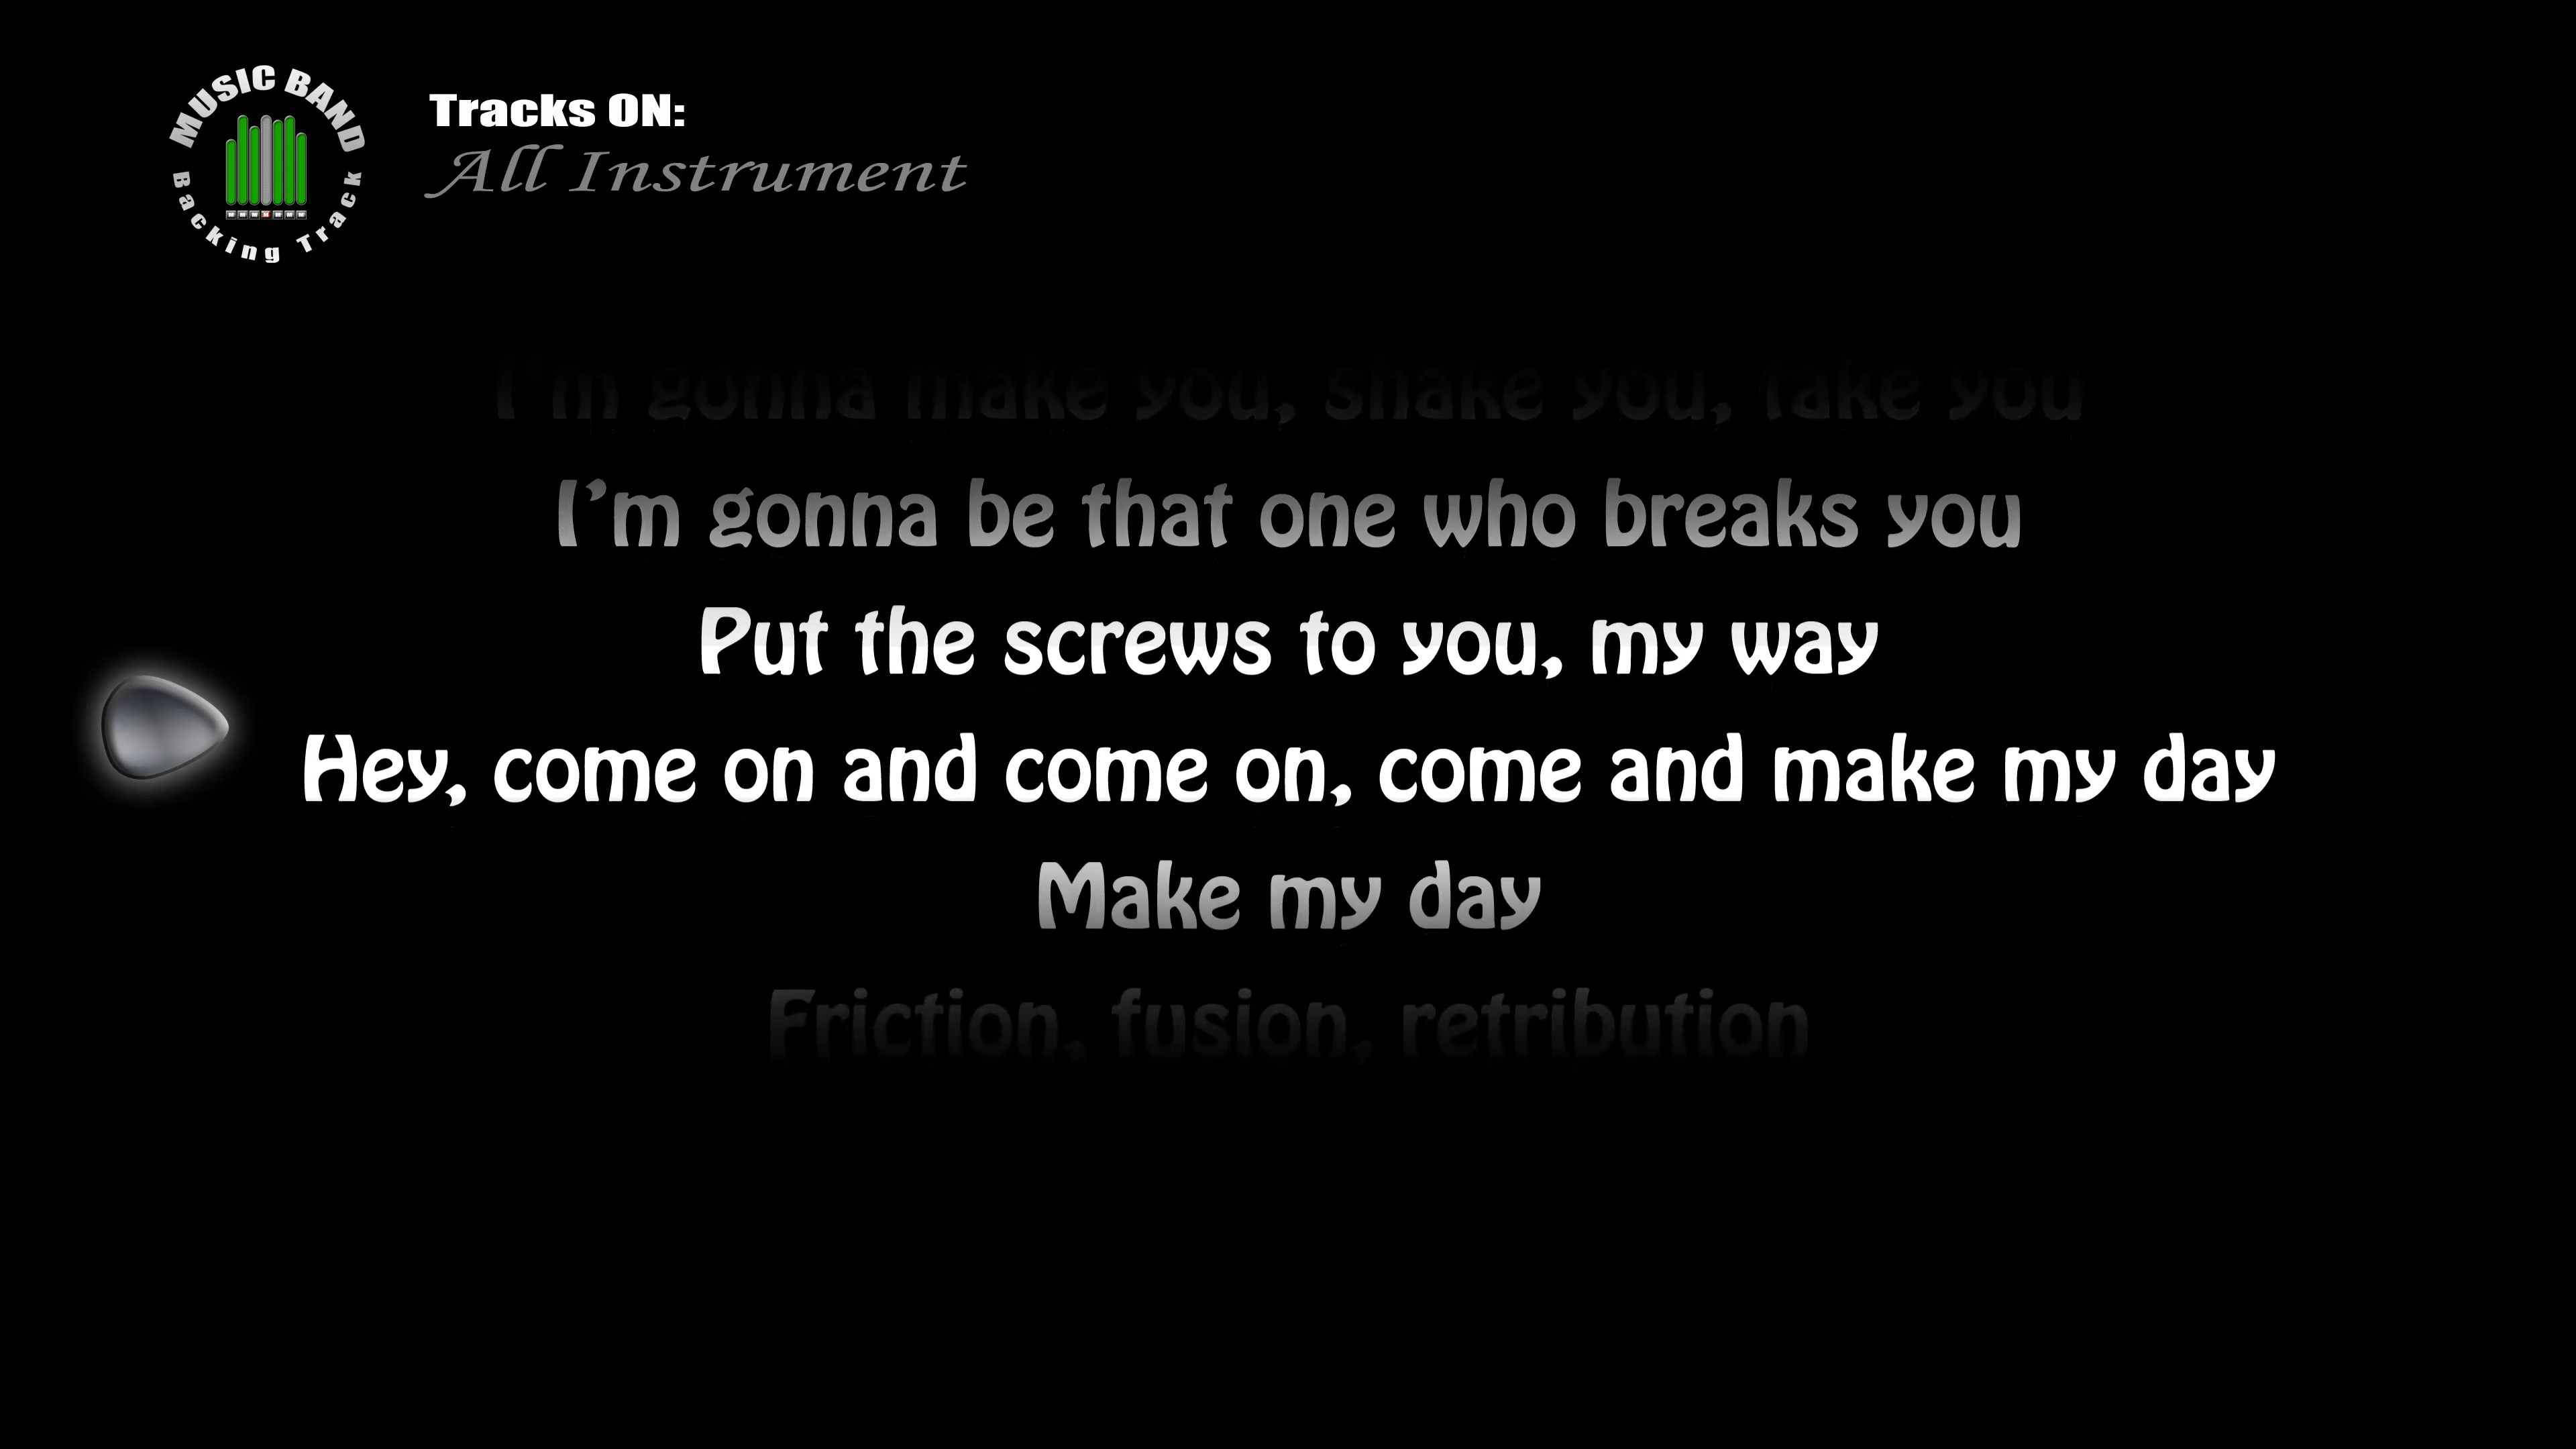 MUSIC BAND
Backing Track
Tracks ON:
All Instrument
I'm gonna make you, shake you, take you
I'm gonna be that one who breaks you
Put the screws to you, my way
Hey, come on and come on, come and make my day
Make my day
Friction, fusion, retribution